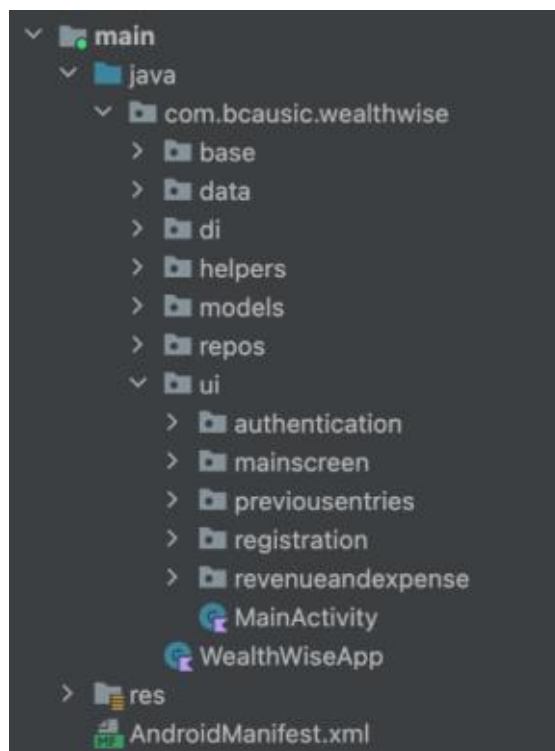 main
java
com.bcausic.wealthwise
base
data
di
helpers
models
repos
ui
authentication
mainscreen
previousentries
registration
revenueandexpense
MainActivity
WealthWiseApp
res
MF AndroidManifest.xml